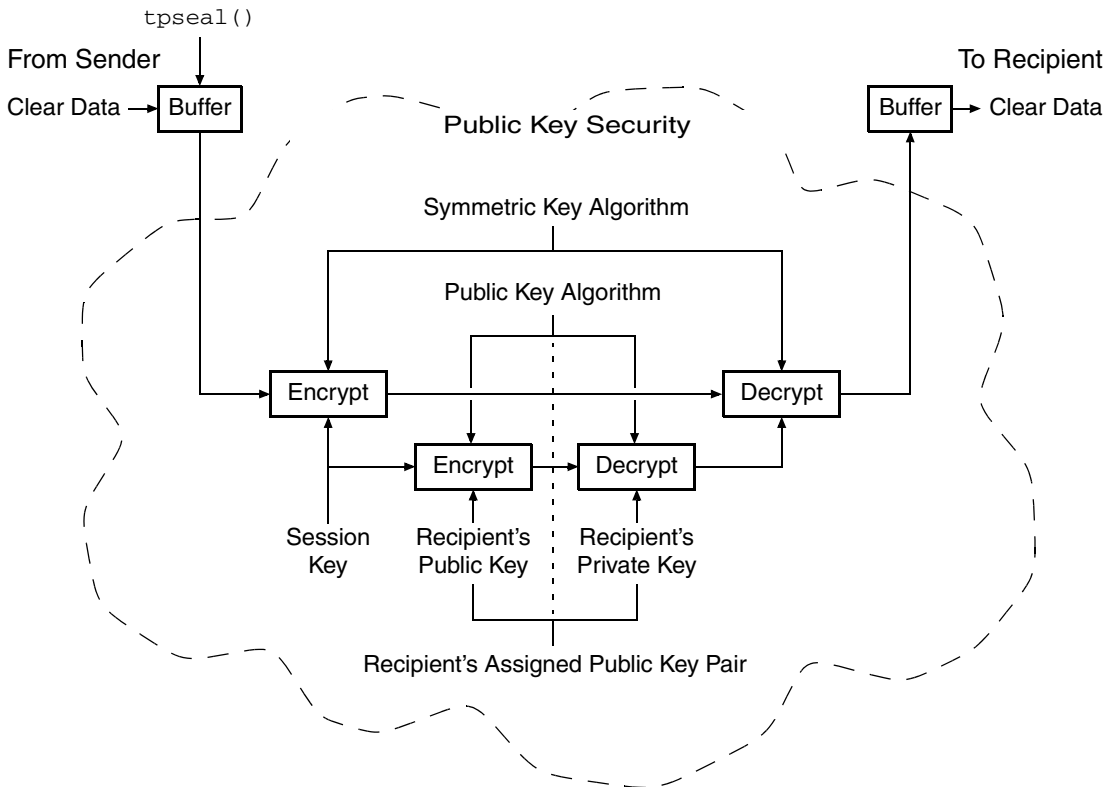 tpseal()
From Sender
To Recipient
Clear Data
Buffer
Buffer
Clear Data
Public Key Security
Symmetric Key Algorithm
Public Key Algorithm
Encrypt
Decrypt
Encrypt
Decrypt
Session
Key
Recipient’s
Public Key
Recipient’s
Private Key
Recipient’s Assigned Public Key Pair